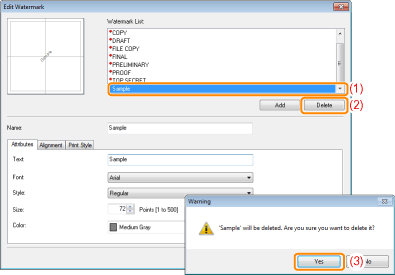 Edit Watermark
Watermark List:
COPY
DRAFT
FILE COPY
FINAL
PRELIMINARY
PROOF
TOP SECRET
Sample
(1)
Add
Delete
(2)
Sample
Name:
Sample
Attributes
Alignment
Print Style
Text
Sample
Font
Arial
Style:
Regular
Size:
72
Points [1 to 500]
Color:
Medium Gray
Warning
'Sample' will be deleted. Are you sure you want to delete it?
Yes
(3)
No